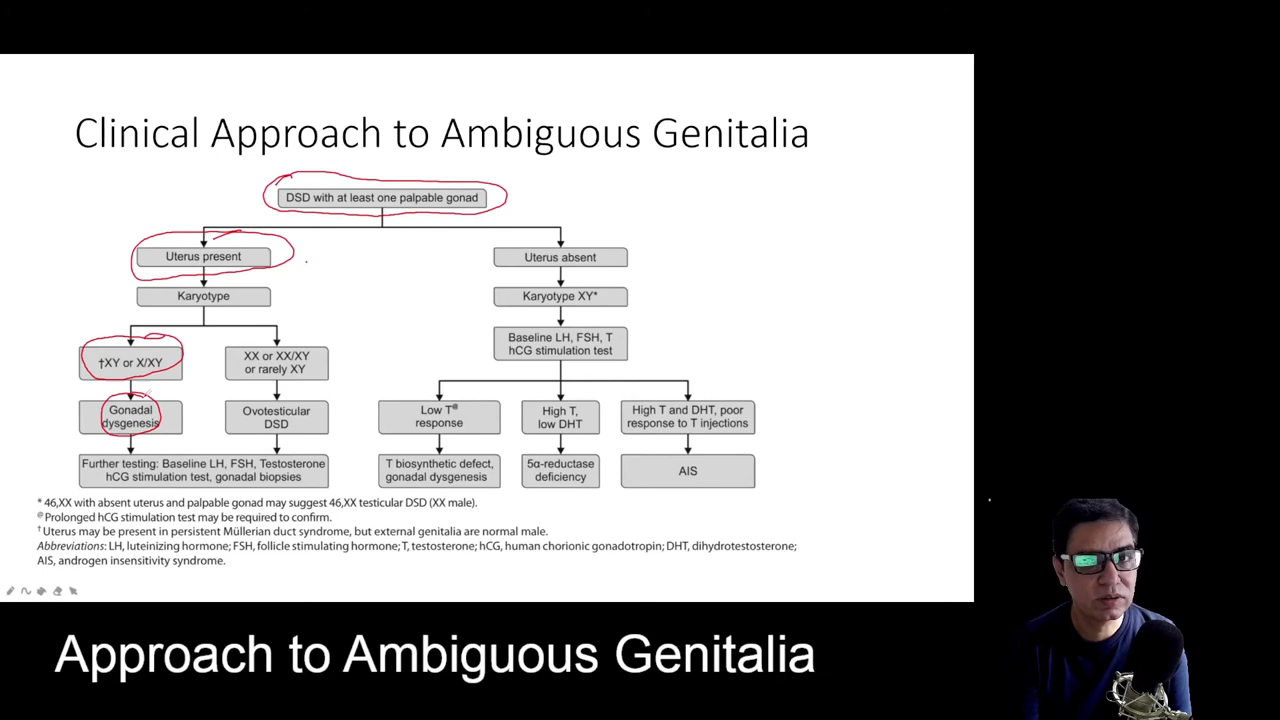 Clinical Approach to Ambiguous Genitalia
DSD with at least one palpable gonad
Uterus present
Uterus absent
Karyotype
Karyotype XY*
Baseline LH, FSH, T
hCG stimulation test
†XY or X/XY
XX or XX/XY
or rarely XY
Gonadal
dysgenesis
Ovotesticular
DSD
Low T@
response
High T,
low DHT
High T and DHT, poor
response to T injections
Further testing: Baseline LH, FSH, Testosterone
hCG stimulation test, gonadal biopsies
T biosynthetic defect,
gonadal dysgenesis
5α-reductase
deficiency
AIS
* 46,XX with absent uterus and palpable gonad may suggest 46,XX testicular DSD (XX male).
@Prolonged hCG stimulation test may be required to confirm.
†Uterus may be present in persistent Müllerian duct syndrome, but external genitalia are normal male.
Abbreviations: LH, luteinizing hormone; FSH, follicle stimulating hormone; T, testosterone; hCG, human chorionic gonadotropin; DHT, dihydrotestosterone;
AIS, androgen insensitivity syndrome.
Approach to Ambiguous Genitalia